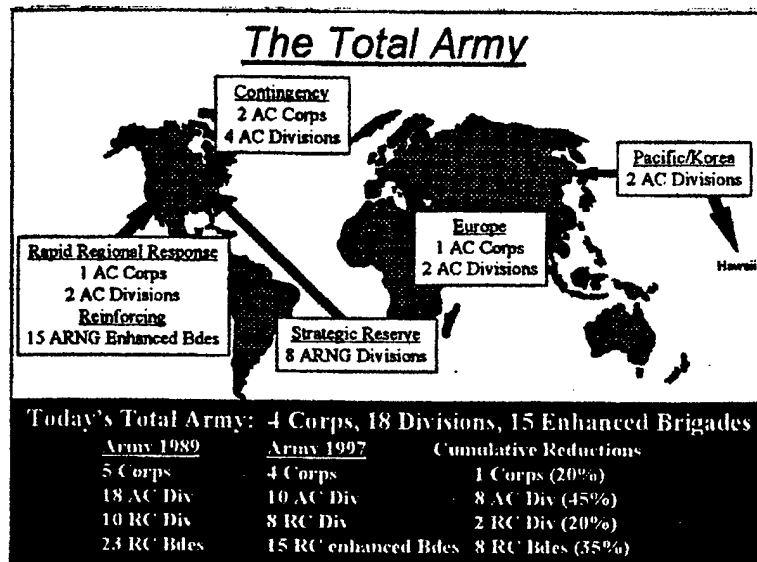 The Total Army
Contingency
2 AC Corps
4 AC Divisions
Pacific/Korea
2 AC Divisions
Hawaii
Europe
1 AC Corps
2 AC Divisions
Rapid Regional Response
1 AC Corps
2 AC Divisions
Reinforcing
15 ARNG Enhanced Bdes
Strategic Reserve
8 ARNG Divisions
Today's Total Army: 4 Corps, 18 Divisions, 15 Enhanced Brigades
Army 1989 Army 1997 Cumulative Reductions
5 Corps 4 Corps 1 Corps (20%)
18 AC Div 10 AC Div 8 AC Div (45%)
10 RC Div 8 RC Div 2 RC Div (20%)
23 RC Bdes 15 RC enhanced Bdes 8 RC Bdes (35%)